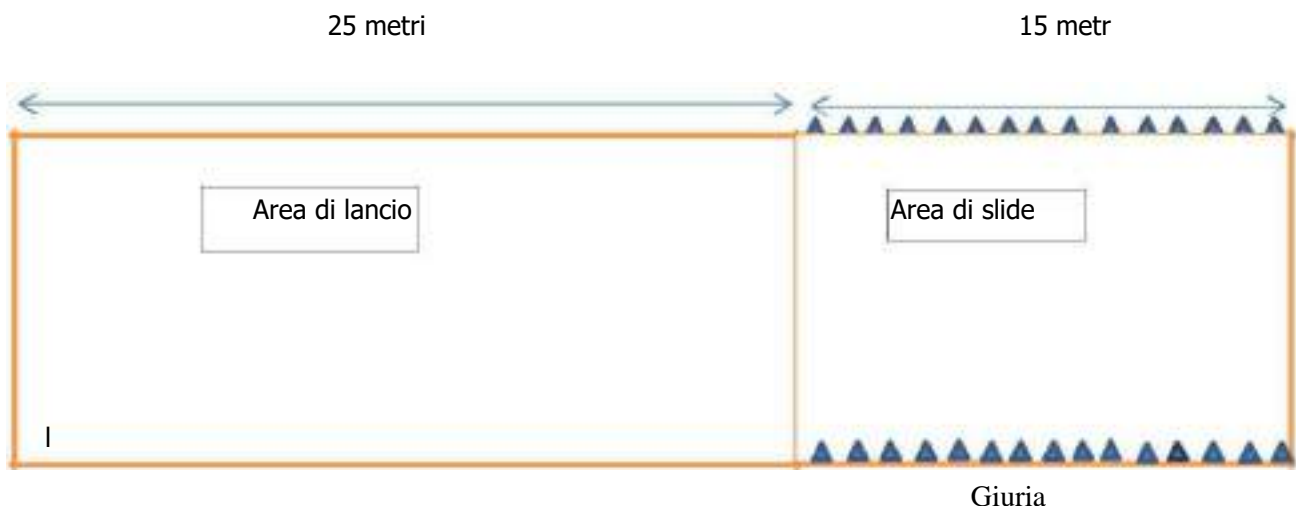 25 metri
15 metr
Area di lancio
Area di slide
l
Giuria